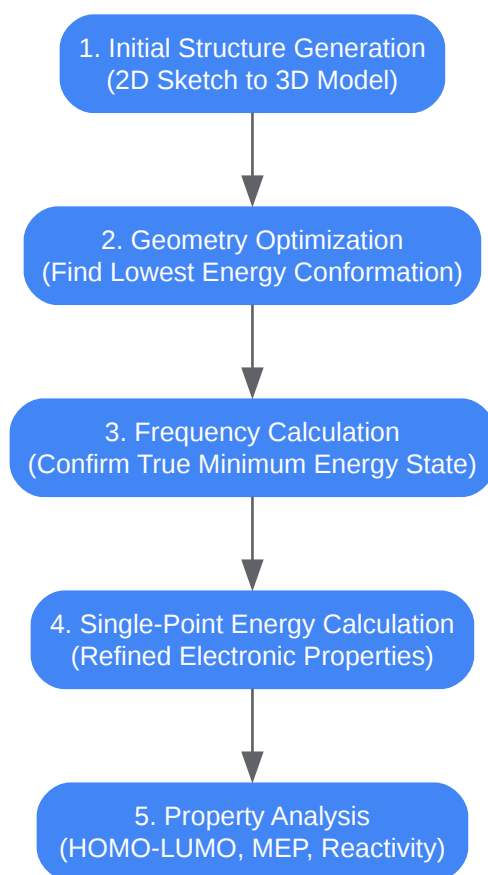 1. Initial Structure Generation
(2D Sketch to 3D Model)
2. Geometry Optimization
(Find Lowest Energy Conformation)
3. Frequency Calculation
(Confirm True Minimum Energy State)
4. Single-Point Energy Calculation
(Refined Electronic Properties)
5. Property Analysis
(HOMO-LUMO, MEP, Reactivity)